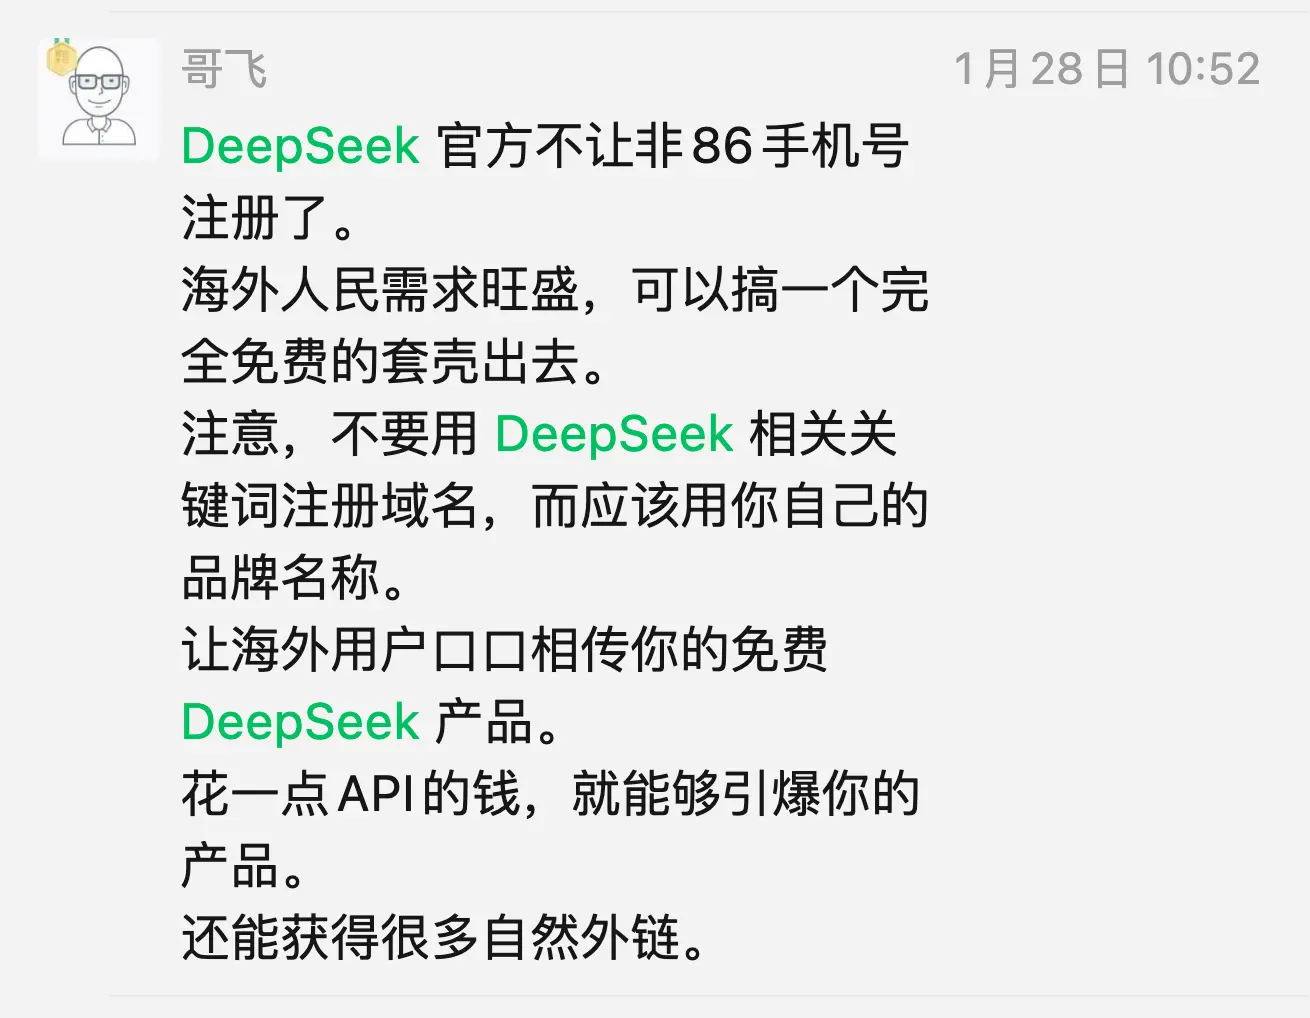 哥飞
1月28日 10:52
DeepSeek 官方不让非86手机号
注册了。
海外人民需求旺盛，可以搞一个完
全免费的套壳出去。
注意，不要用 DeepSeek 相关关
键词注册域名，而应该用你自己的
品牌名称。
让海外用户口口相传你的免费
DeepSeek 产品。
花一点API的钱，就能够引爆你的
产品。
还能获得很多自然外链。